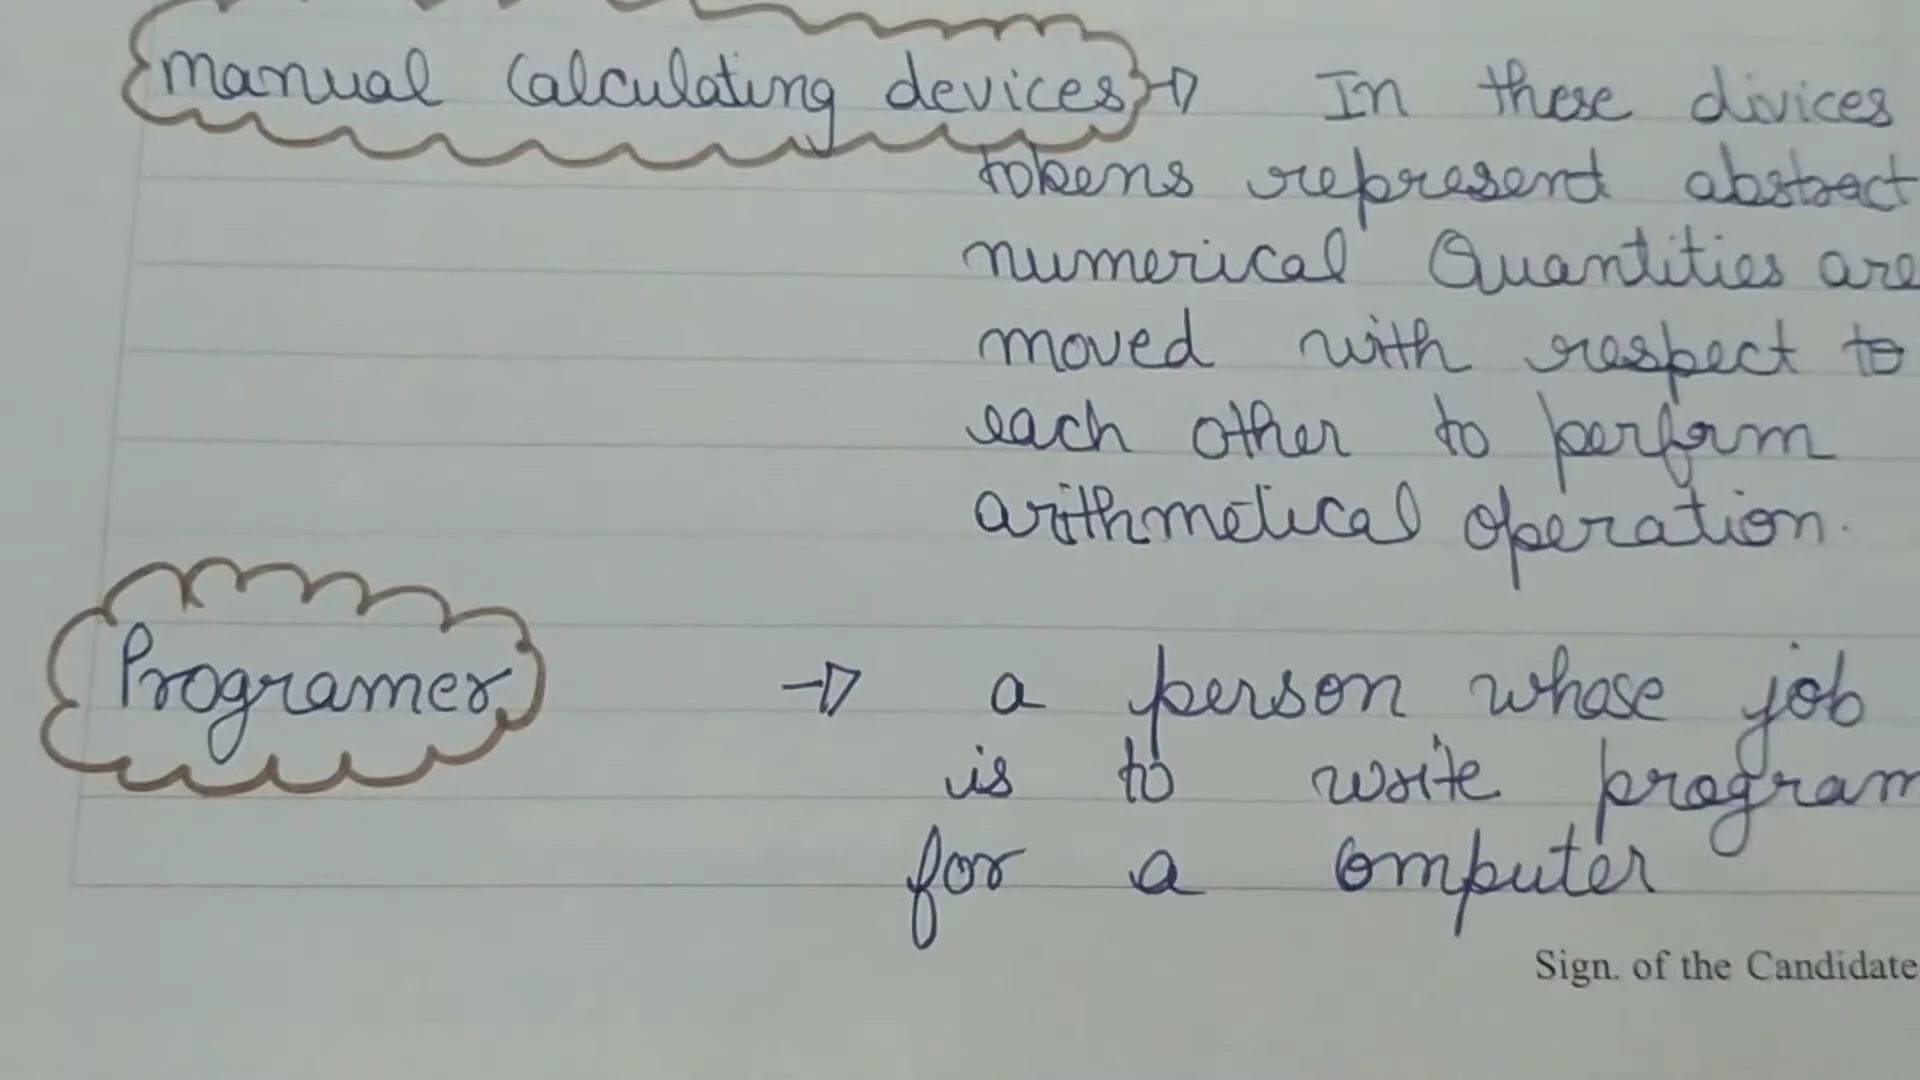 manual Calculating devices → In these divices
tokens represent abstract
numerical Quantities are
moved with respect to
each other to perform
arithmetical operation.
Programer → a person whose job
is to write program
for a computer
Sign. of the Candidate